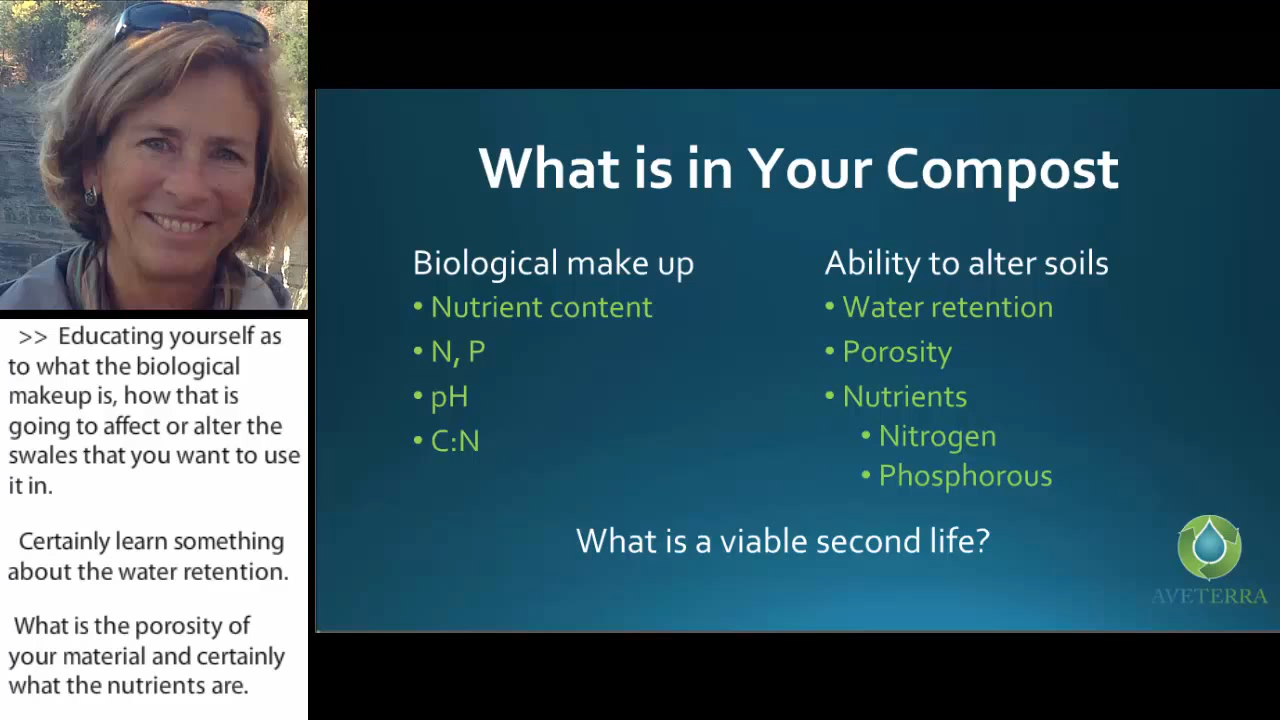 What is in Your Compost
Biological make up
• Nutrient content
• N, P
• pH
• C:N
Ability to alter soils
• Water retention
• Porosity
• Nutrients
• Nitrogen
• Phosphorous
What is a viable second life?
AVETERRA
>> Educating yourself as
to what the biological
makeup is, how that is
going to affect or alter the
swales that you want to use
it in.
Certainly learn something
about the water retention.
What is the porosity of
your material and certainly
what the nutrients are.